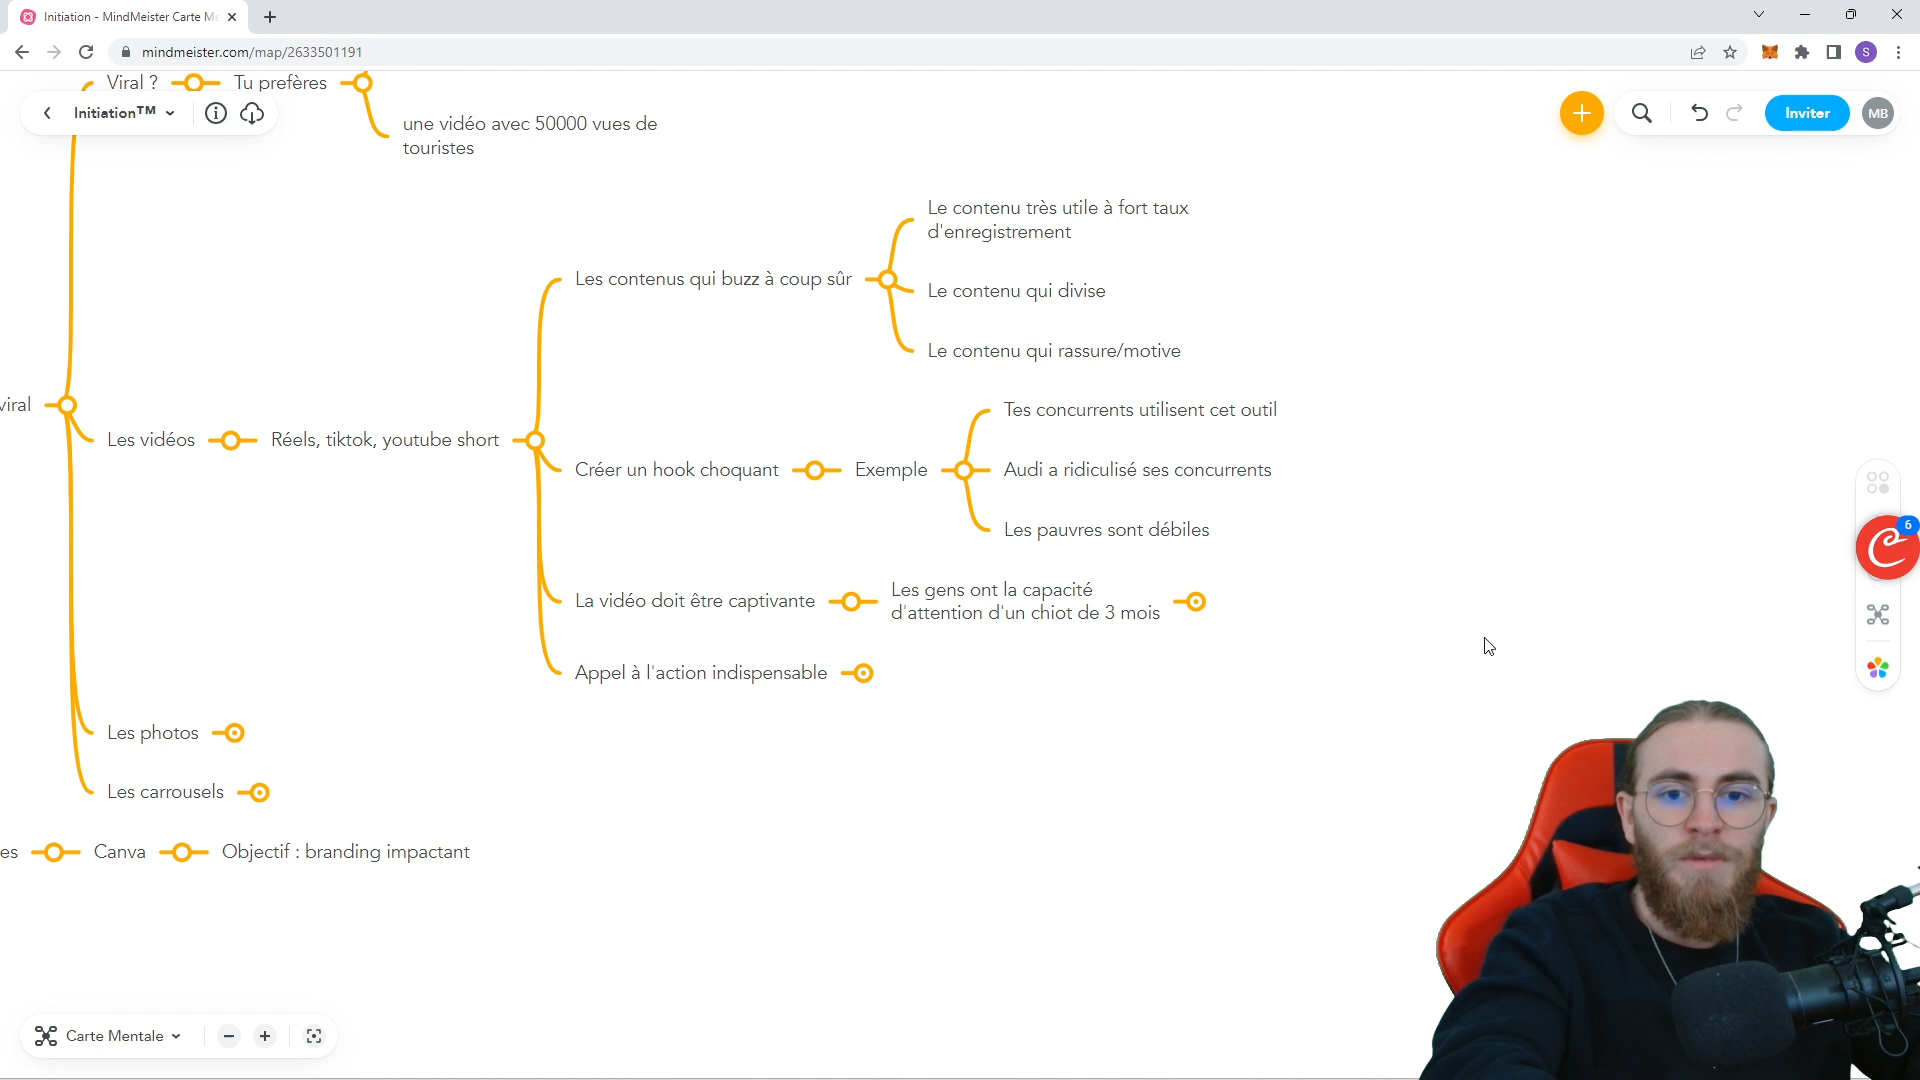 Initiation - MindMeister Carte Me
mindmeister.com/map/2633501191
S
Viral ?
Tu prefères
Initiation™
Inviter
MB
une vidéo avec 50000 vues de
touristes
Le contenu très utile à fort taux
d'enregistrement
Les contenus qui buzz à coup sûr
Le contenu qui divise
Le contenu qui rassure/motive
viral
Les vidéos
Réels, tiktok, youtube short
Tes concurrents utilisent cet outil
Créer un hook choquant
Exemple
Audi a ridiculisé ses concurrents
Les pauvres sont débiles
6
La vidéo doit être captivante
Les gens ont la capacité
d'attention d'un chiot de 3 mois
Appel à l'action indispensable
Les photos
Les carrousels
es
Canva
Objectif : branding impactant
Carte Mentale